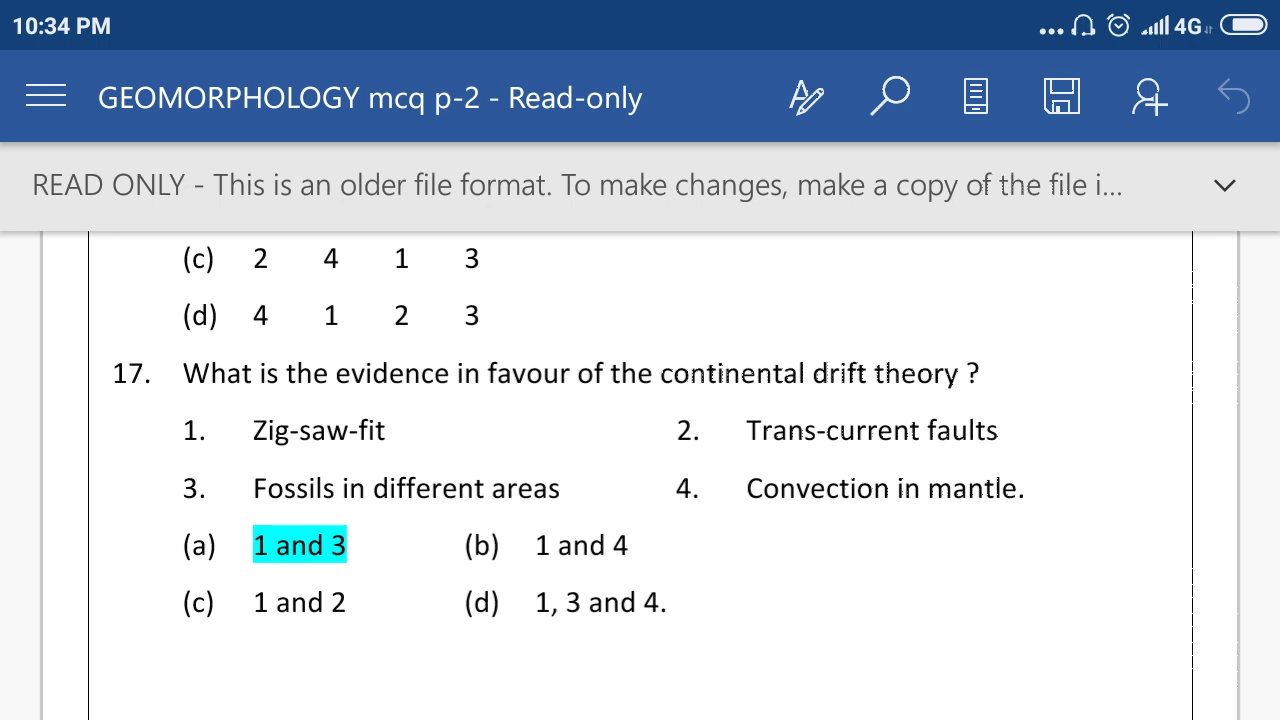 10:34 PM 4G
GEOMORPHOLOGY mcq p-2 - Read-only
READ ONLY - This is an older file format. To make changes, make a copy of the file i...
(c) 2 4 1 3
(d) 4 1 2 3
17. What is the evidence in favour of the continental drift theory ?
1. Zig-saw-fit 2. Trans-current faults
3. Fossils in different areas 4. Convection in mantle.
(a) 1 and 3 (b) 1 and 4
(c) 1 and 2 (d) 1, 3 and 4.